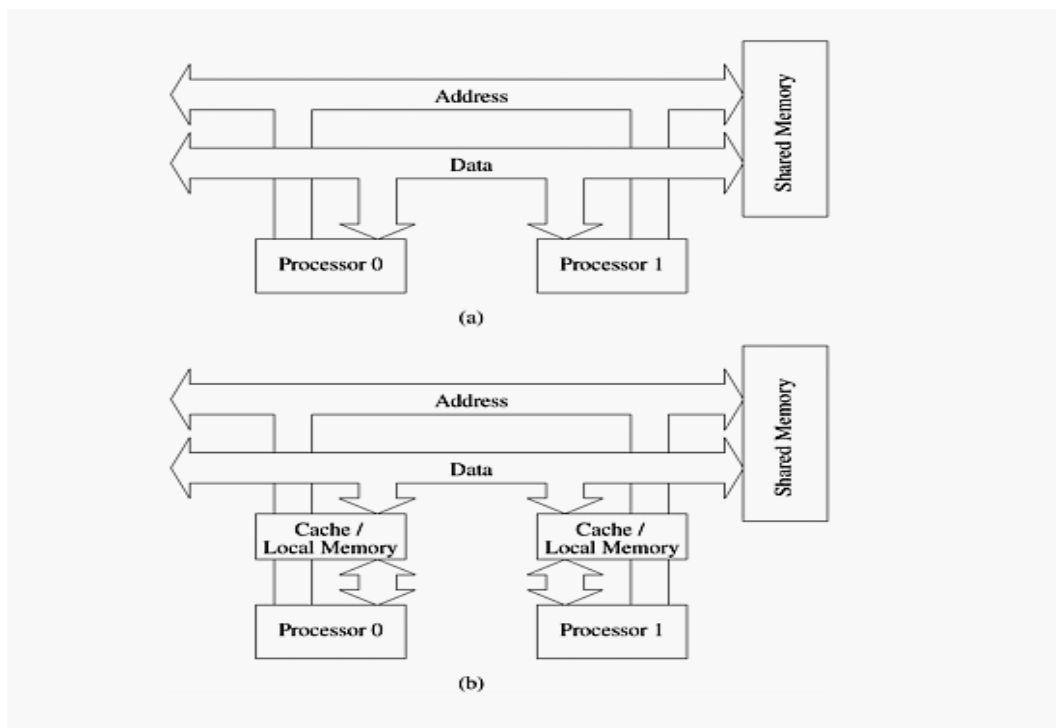 Address
Shared Memory
Data
Processor 0
Processor 1
(a)
Address
Shared Memory
Data
Cache /
Local Memory
Cache /
Local Memory
Processor 0
Processor 1
(b)